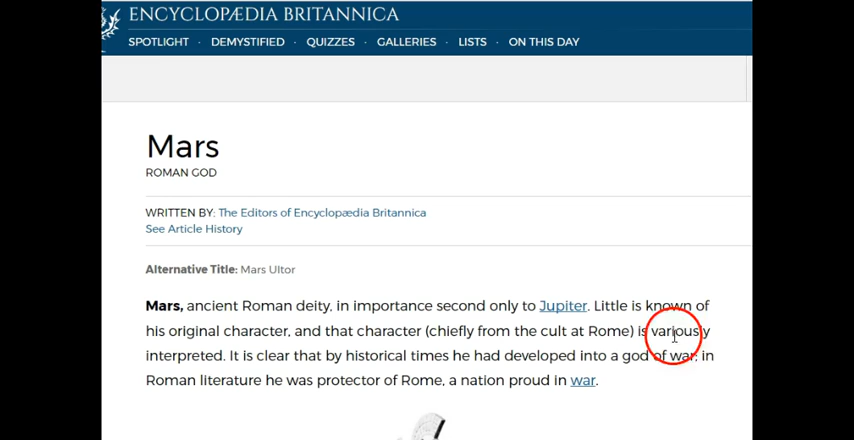 ENCYCLOPÆDIA BRITANNICA
SPOTLIGHT · DEMYSTIFIED · QUIZZES · GALLERIES · LISTS · ON THIS DAY
Mars
ROMAN GOD
WRITTEN BY: The Editors of Encyclopædia Britannica
See Article History
Alternative Title: Mars Ultor
Mars, ancient Roman deity, in importance second only to Jupiter. Little is known of
his original character, and that character (chiefly from the cult at Rome) is variously
interpreted. It is clear that by historical times he had developed into a god of war; in
Roman literature he was protector of Rome, a nation proud in war.